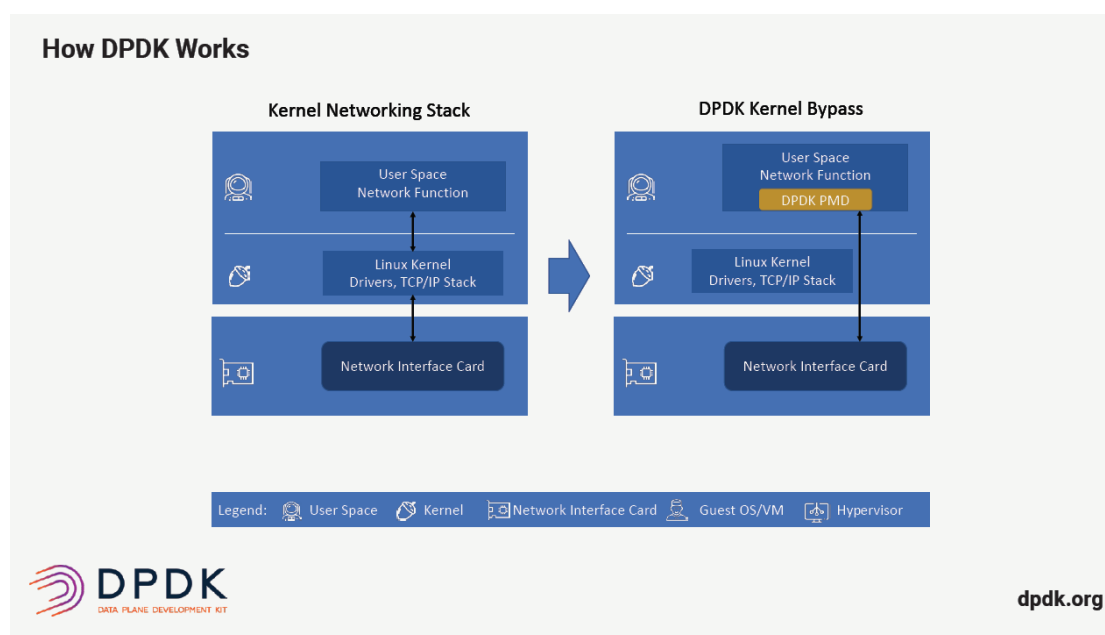 How DPDK Works
Kernel Networking Stack
User Space
Network Function
Linux Kernel
Drivers, TCP/IP Stack
Network Interface Card
DPDK Kernel Bypass
User Space
Network Function
DPDK PMD
Linux Kernel
Drivers, TCP/IP Stack
Network Interface Card
Legend: User Space Kernel Network Interface Card Guest OS/VM Hypervisor
DPDK
DATA PLANE DEVELOPMENT KIT
dpdk.org